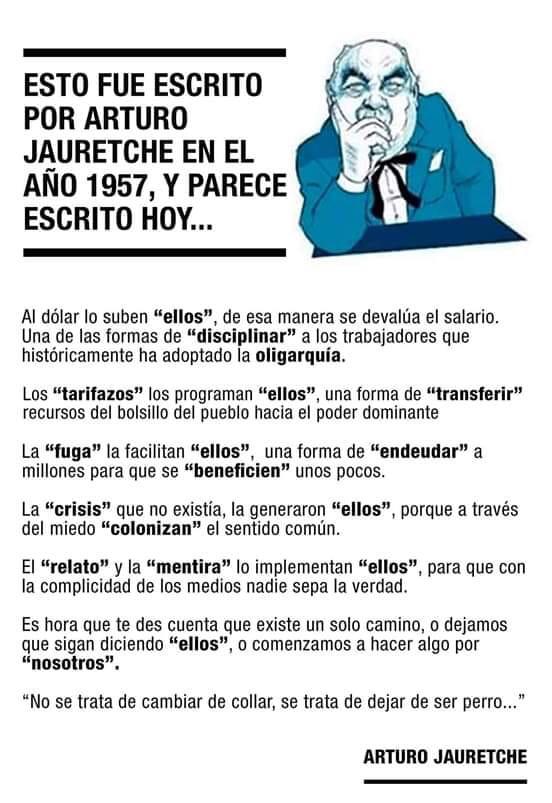 ESTO FUE ESCRITO
POR ARTURO
JAURETCHE EN EL
AÑO 1957, Y PARECE
ESCRITO HOY...
Al dólar lo suben “ellos”, de esa manera se devalúa el salario.
Una de las formas de “disciplinar” a los trabajadores que
históricamente ha adoptado la oligarquía.
Los “tarifazos” los programan “ellos”, una forma de “transferir”
recursos del bolsillo del pueblo hacia el poder dominante
La “fuga” la facilitan “ellos”, una forma de “endeudar” a
millones para que se “beneficien” unos pocos.
La “crisis” que no existía, la generaron “ellos”, porque a través
del miedo “colonizan” el sentido común.
El “relato” y la “mentira” lo implementan “ellos”, para que con
la complicidad de los medios nadie sepa la verdad.
Es hora que te des cuenta que existe un solo camino, o dejamos
que sigan diciendo “ellos”, o comenzamos a hacer algo por
“nosotros”.
“No se trata de cambiar de collar, se trata de dejar de ser perro...”
ARTURO JAURETCHE